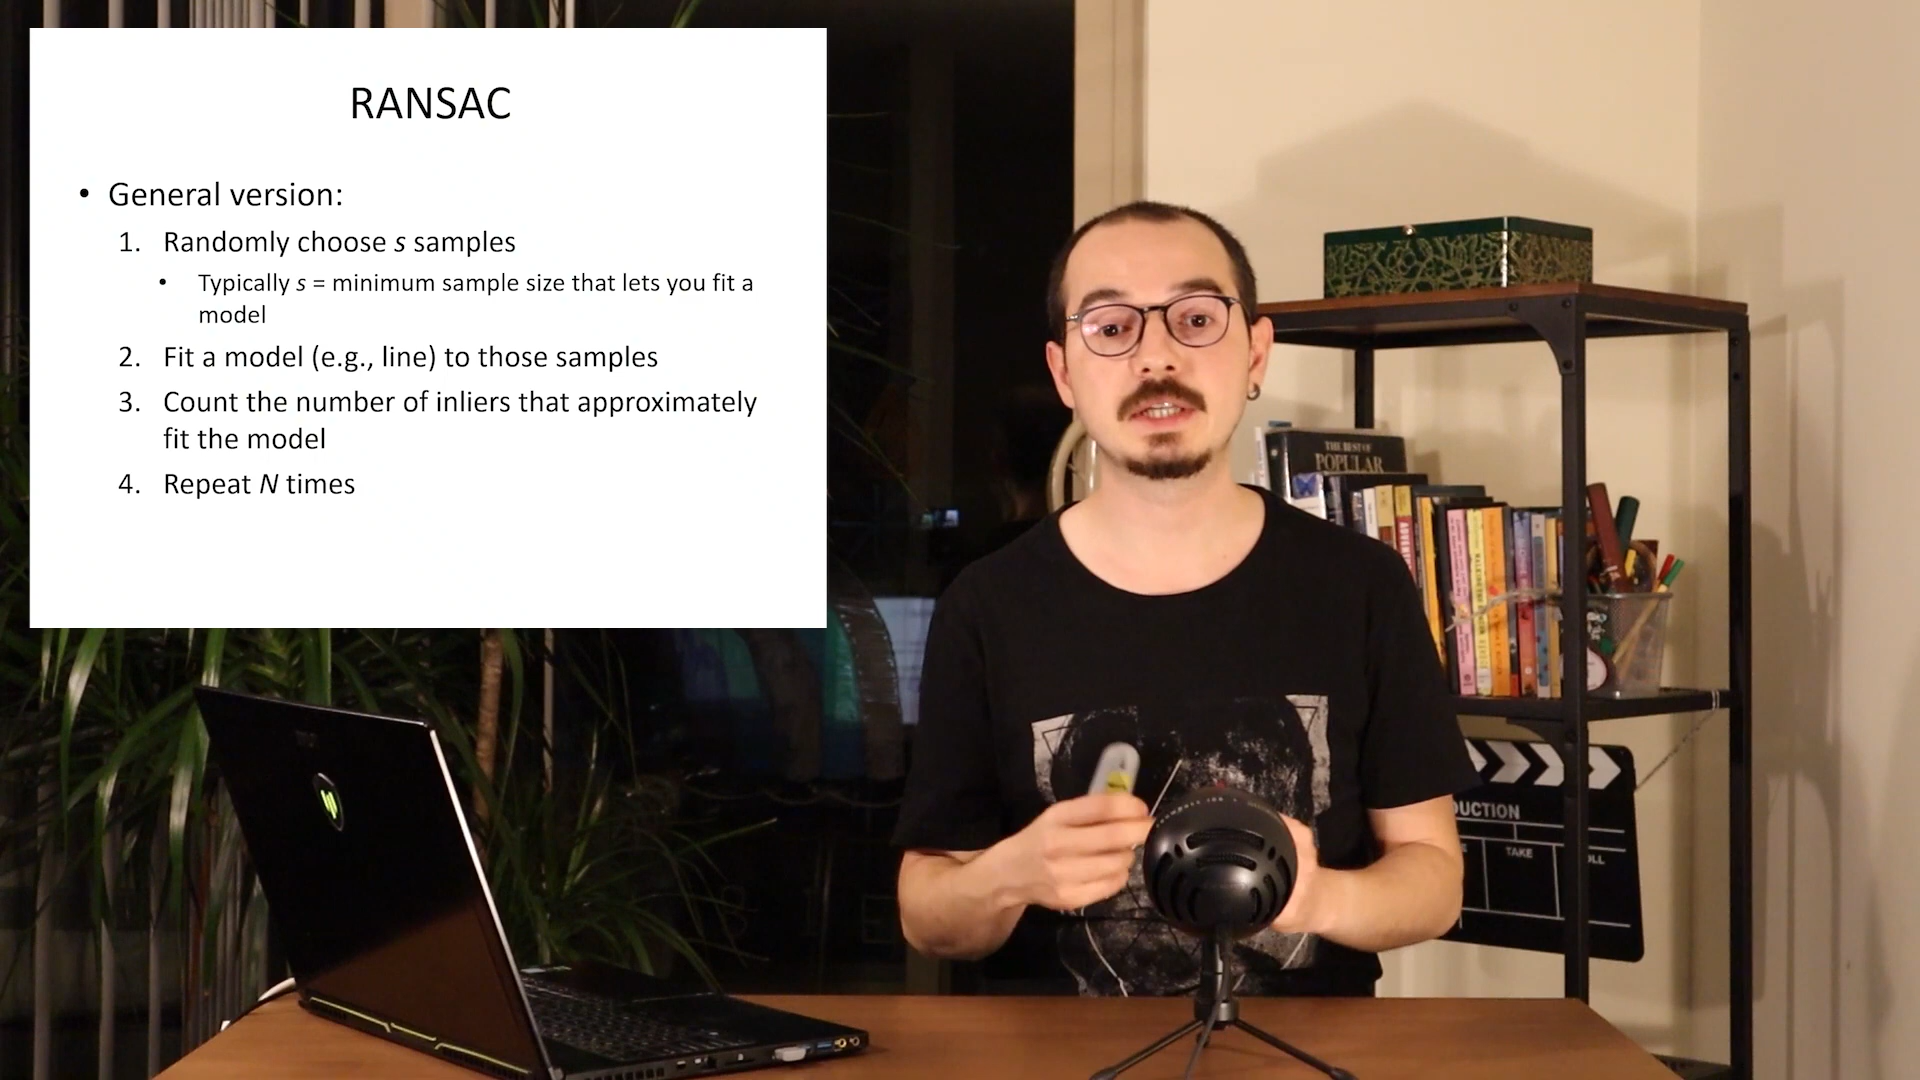 RANSAC
• General version:
1. Randomly choose s samples
• Typically s = minimum sample size that lets you fit a
model
2. Fit a model (e.g., line) to those samples
3. Count the number of inliers that approximately
fit the model
4. Repeat N times
THE BEST OF
POPULAR
UCTION
TAKE